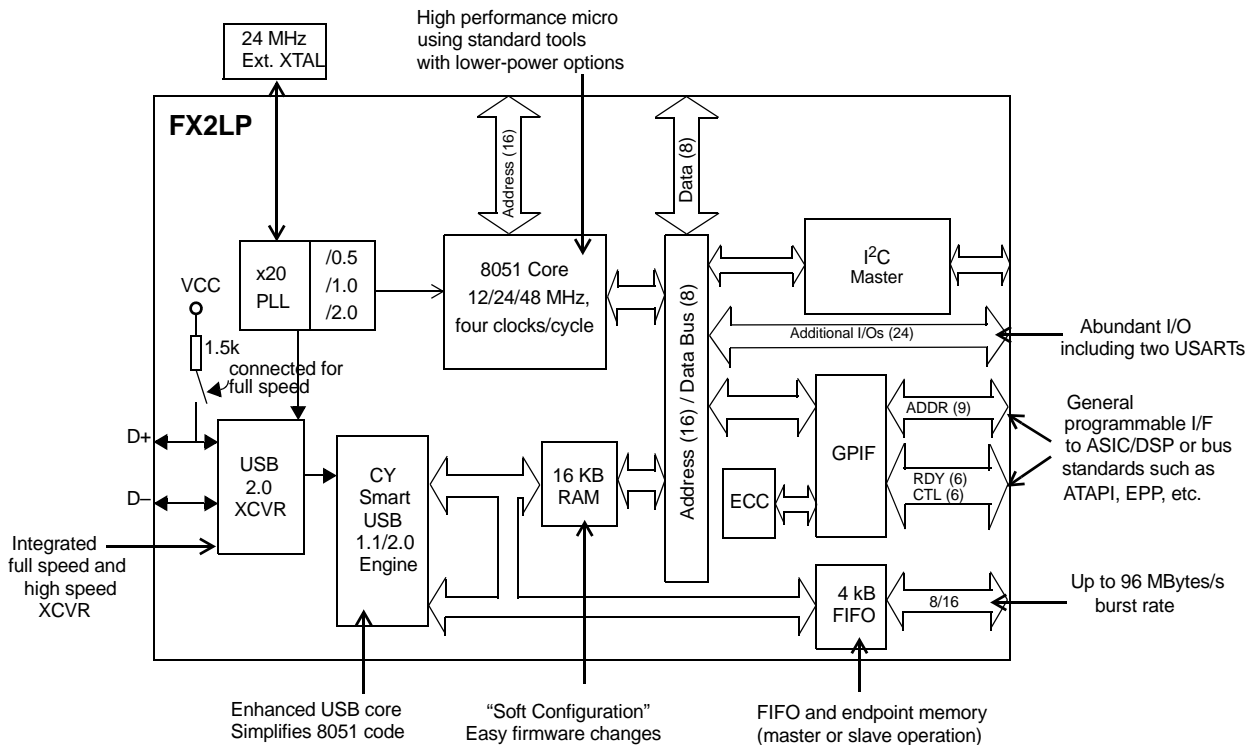 High performance micro
using standard tools
with lower-power options
24 MHz
Ext. XTAL
FX2LP
Address (16)
Data (8)
x20
PLL
/0.5
/1.0
/2.0
8051 Core
12/24/48 MHz,
four clocks/cycle
I²C
Master
VCC
1.5k
connected for
full speed
Address (16) / Data Bus (8)
Additional I/Os (24)
Abundant I/O
including two USARTs
D+
D–
USB
2.0
XCVR
CY
Smart
USB
1.1/2.0
Engine
16 KB
RAM
ECC
GPIF
ADDR (9)
RDY (6)
CTL (6)
General
programmable I/F
to ASIC/DSP or bus
standards such as
ATAPI, EPP, etc.
Integrated
full speed and
high speed
XCVR
4 kB
FIFO
8/16
Up to 96 MBytes/s
burst rate
Enhanced USB core
Simplifies 8051 code
“Soft Configuration”
Easy firmware changes
FIFO and endpoint memory
(master or slave operation)